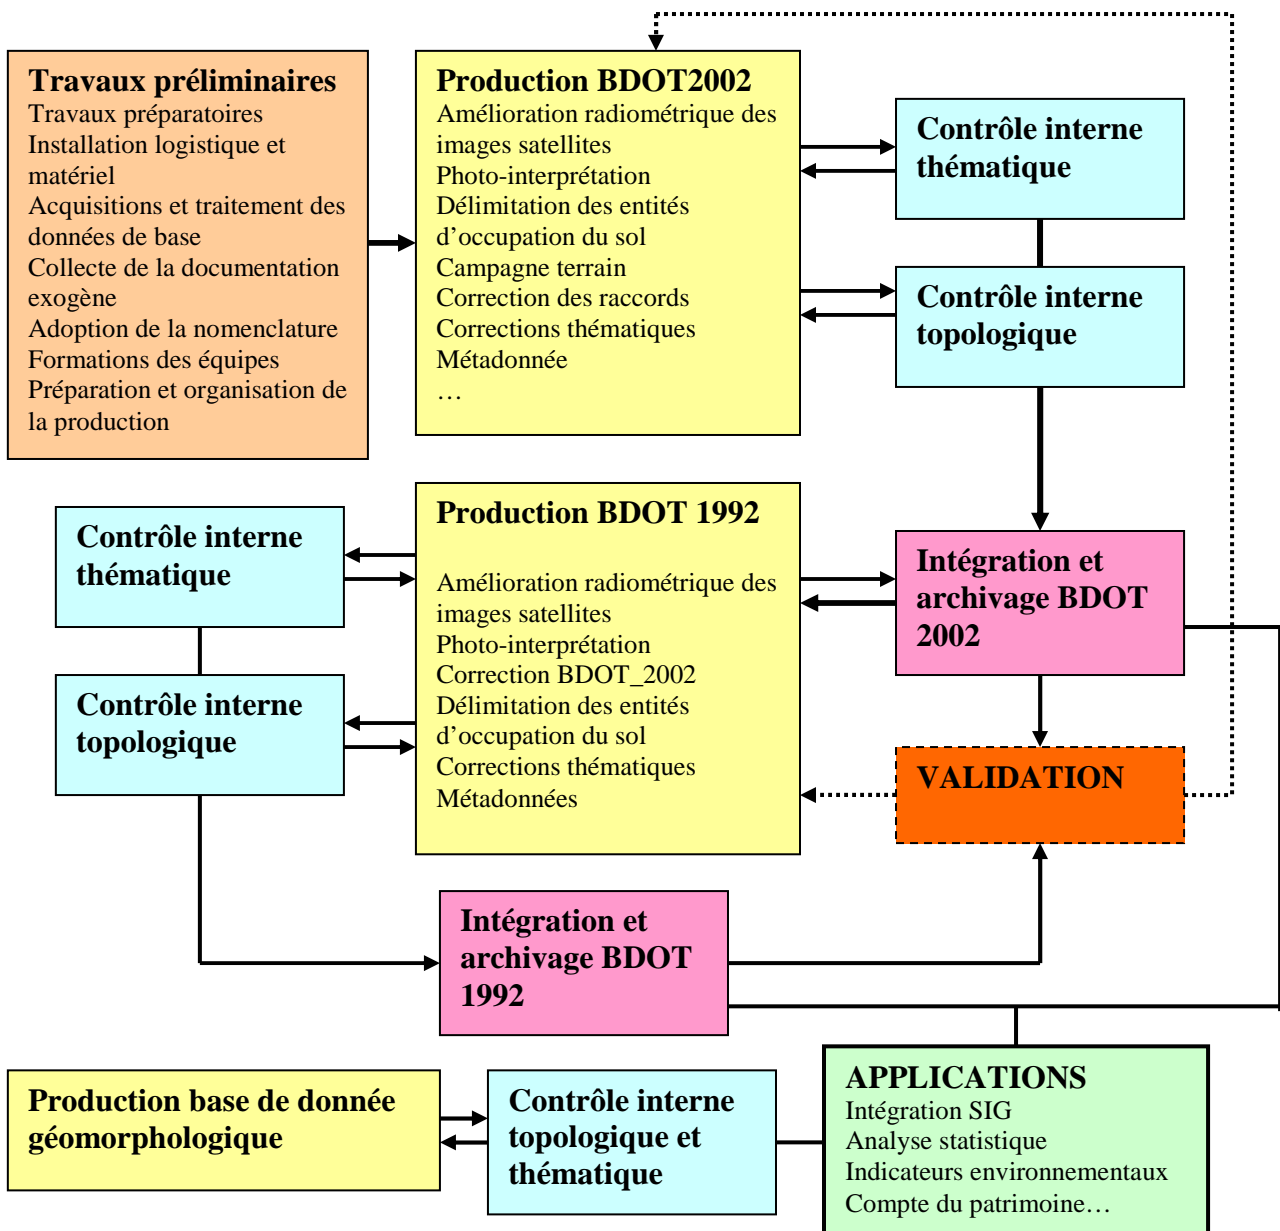 Travaux préliminaires
Travaux préparatoires
Installation logistique et
matériel
Acquisitions et traitement des
données de base
Collecte de la documentation
exogène
Adoption de la nomenclature
Formations des équipes
Préparation et organisation de
la production
Production BDOT2002
Amélioration radiométrique des
images satellites
Photo-interprétation
Délimitation des entités
d’occupation du sol
Campagne terrain
Correction des raccords
Corrections thématiques
Métadonnée
…
Contrôle interne
thématique
Contrôle interne
topologique
Contrôle interne
thématique
Contrôle interne
topologique
Production BDOT 1992
Amélioration radiométrique des
images satellites
Photo-interprétation
Correction BDOT_2002
Délimitation des entités
d’occupation du sol
Corrections thématiques
Métadonnées
Intégration et
archivage BDOT
2002
VALIDATION
Intégration et
archivage BDOT
1992
Production base de donnée
géomorphologique
Contrôle interne
topologique et
thématique
APPLICATIONS
Intégration SIG
Analyse statistique
Indicateurs environnementaux
Compte du patrimoine…